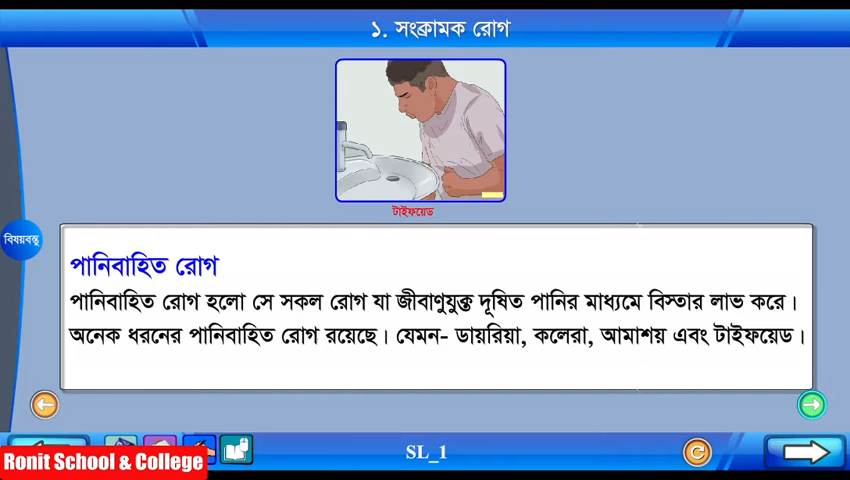 ১. সংক্রামক রোগ
টাইফয়েড
বিষয়বস্তু
পানিবাহিত রোগ
পানিবাহিত রোগ হলো সে সকল রোগ যা জীবাণুযুক্ত দূষিত পানির মাধ্যমে বিস্তার লাভ করে।
অনেক ধরনের পানিবাহিত রোগ রয়েছে। যেমন- ডায়রিয়া, কলেরা, আমাশয় এবং টাইফয়েড।
SL_1
Ronit School & College